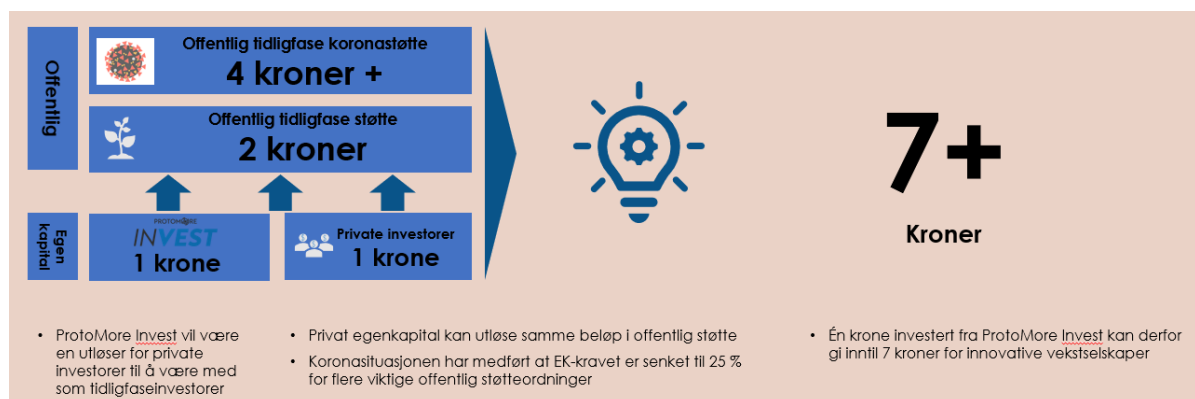 Offentlig
Offentlig tidligfase koronastøtte
4 kroner +
Offentlig tidligfase støtte
2 kroner
Egen
kapital
PROTOMORE
INVEST
1 krone
Private investorer
1 krone
7+
Kroner
• ProtoMore Invest vil være
en utløser for private
investorer til å være med
som tidligfaseinvestorer
• Privat egenkapital kan utløse samme beløp i offentlig støtte
• Koronasituasjonen har medført at EK-kravet er senket til 25 %
for flere viktige offentlig støtteordninger
• Én krone investert fra ProtoMore Invest kan derfor
gi inntil 7 kroner for innovative vekstselskaper